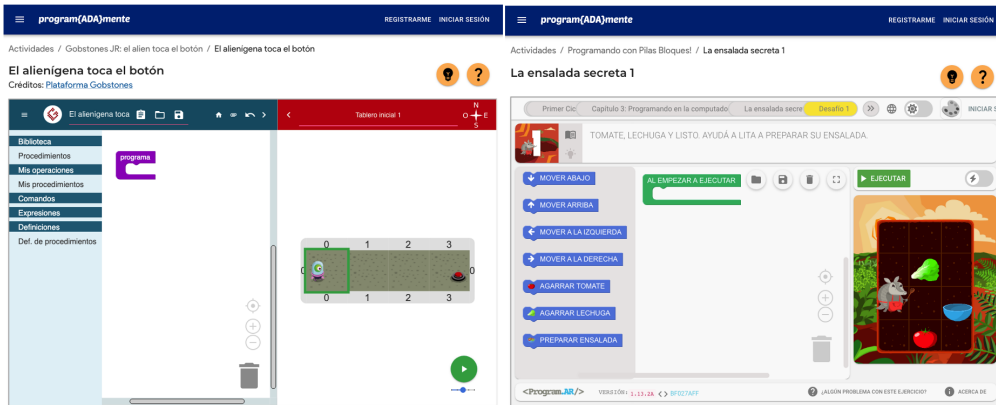 program{ADA}mente
REGISTRARME INICIAR SESIÓN
Actividades / Gobstones JR: el alien toca el botón / El alienígena toca el botón
El alienígena toca el botón
?
Créditos: Plataforma Gobstones
El alienígena toca
Tablero inicial 1
N
O E
S
Biblioteca
Procedimientos
Mis operaciones
Mis procedimientos
Comandos
Expresiones
Definiciones
Def. de procedimientos
programa
0 1 2 3
0 0
0 1 2 3
program{ADA}mente
REGISTRARME INICIAR SESIÓN
Actividades / Programando con Pilas Bloques! / La ensalada secreta 1
La ensalada secreta 1
?
Primer Cic
Capítulo 3: Programando en la computado
La ensalada secre
Desafío 1
INICIAR S
TOMATE, LECHUGA Y LISTO. AYUDÁ A LITA A PREPARAR SU ENSALADA.
MOVER ABAJO
MOVER ARRIBA
MOVER A LA IZQUIERDA
MOVER A LA DERECHA
AGARRAR TOMATE
AGARRAR LECHUGA
PREPARAR ENSALADA
AL EMPEZAR A EJECUTAR
EJECUTAR
<Program.AR/>
VERSIÓN: 1.13.2A <> BFD27AFF
¿ALGÚN PROBLEMA CON ESTE EJERCICIO?
ACERCA DE